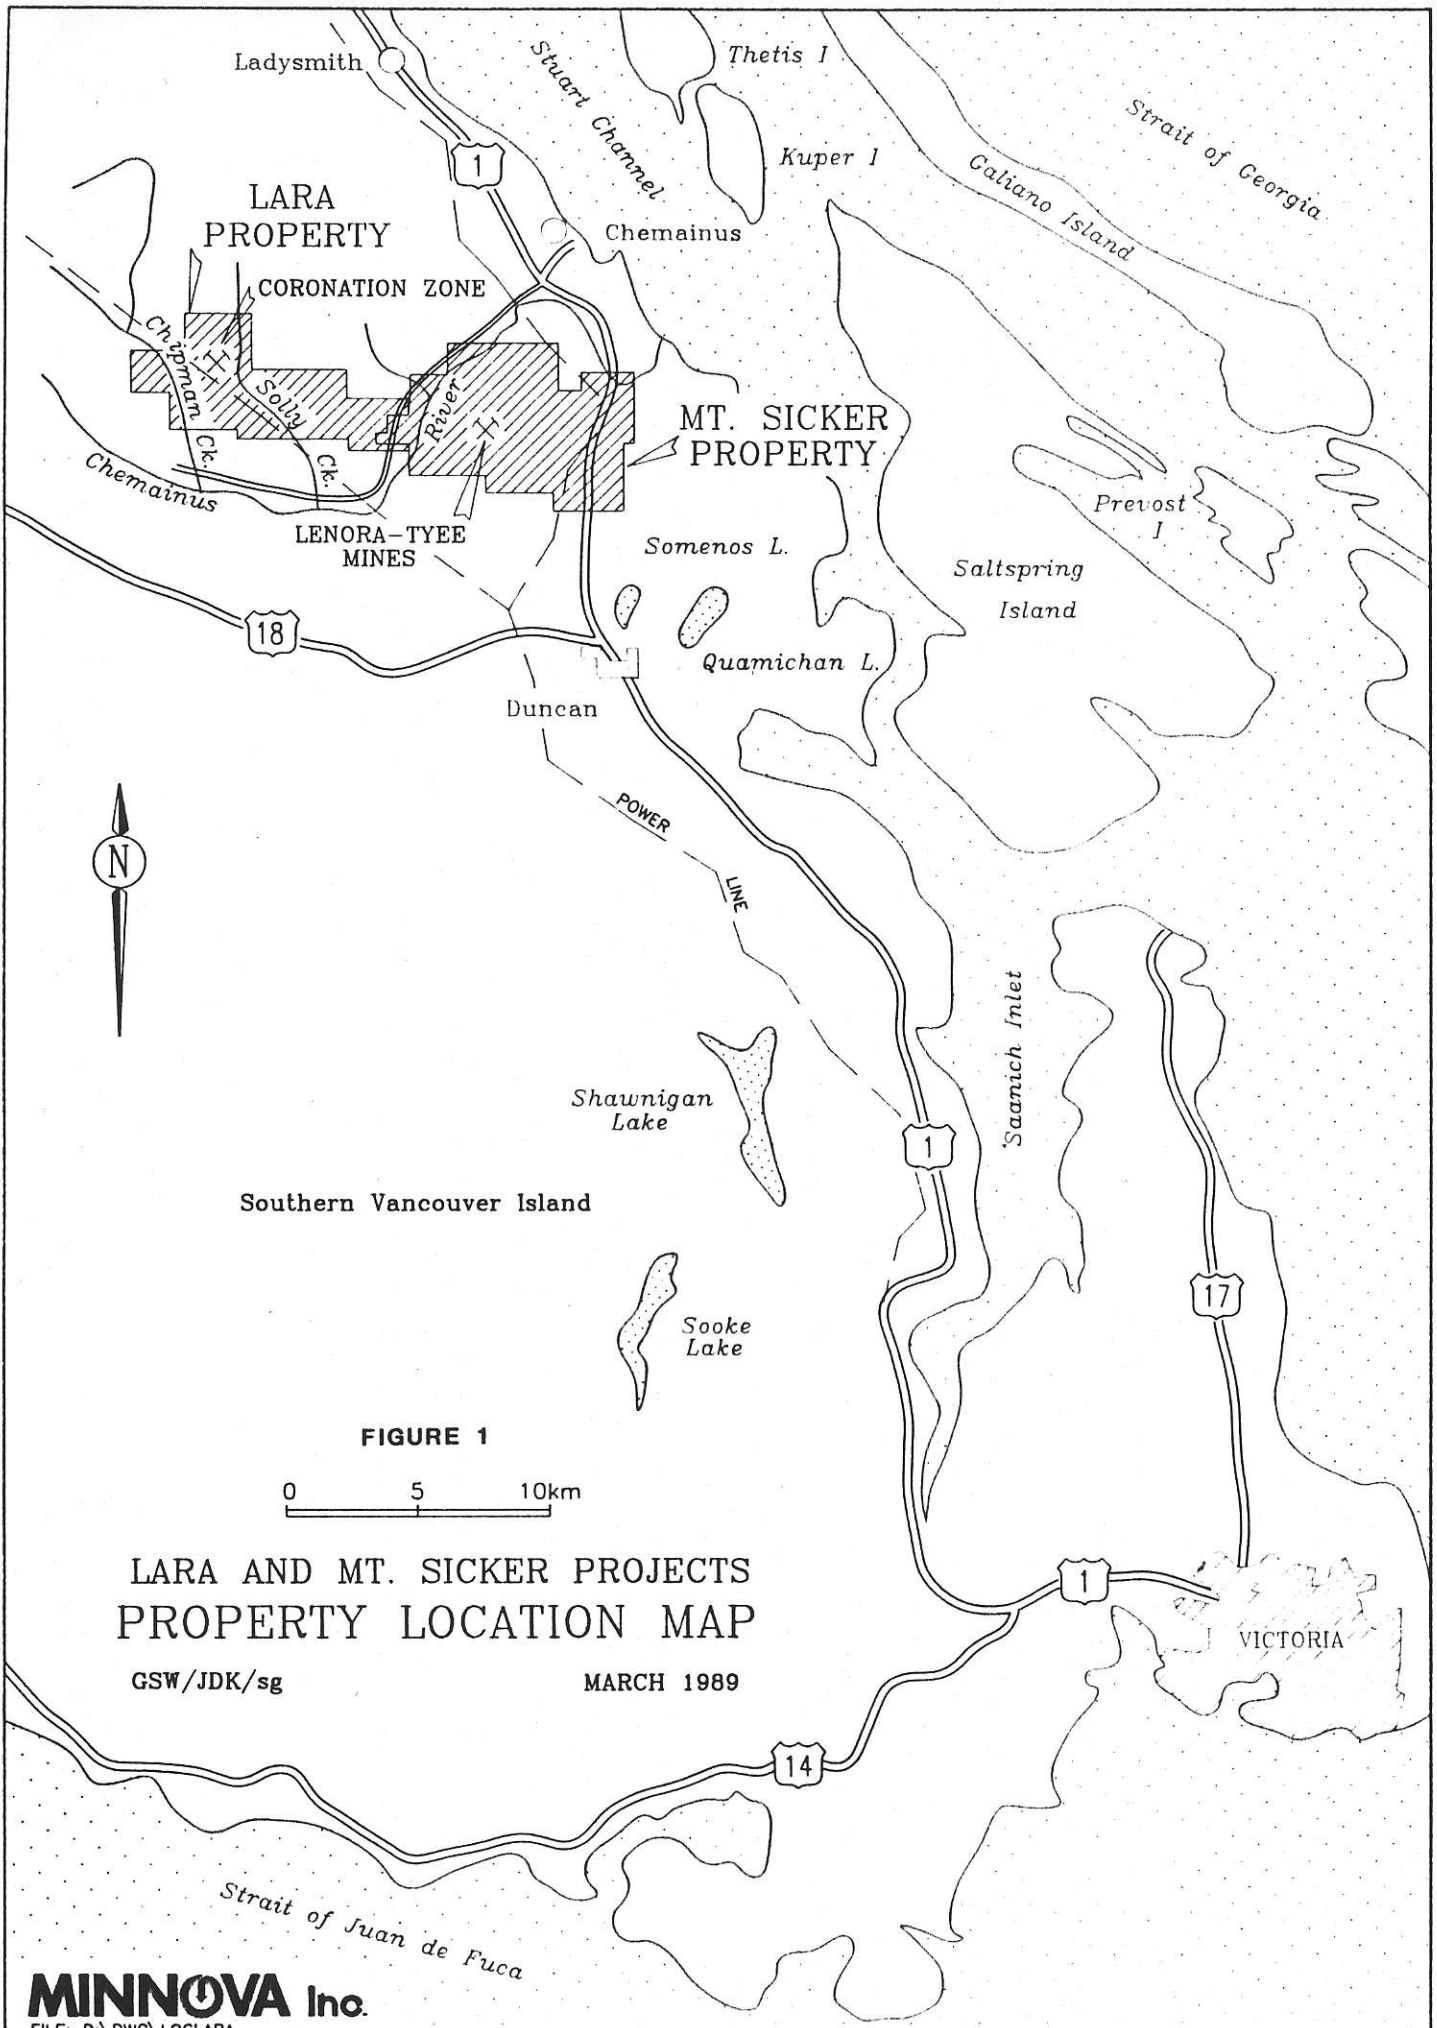 Ladysmith
Stuart Channel
Thetis I
Kuper I
Strait of Georgia
Galiano Island
1
LARA
PROPERTY
CORONATION ZONE
Chemainus
Chipman Ck.
Solly Ck.
River
Chemainus
MT. SICKER
PROPERTY
LENORA-TYEE
MINES
Prevost
I
Somenos L.
Saltspring
Island
18
Quamichan L.
Duncan
POWER
LINE
N
Saanich Inlet
Shawnigan
Lake
1
Southern Vancouver Island
17
Sooke
Lake
FIGURE 1
0 5 10km
LARA AND MT. SICKER PROJECTS
PROPERTY LOCATION MAP
GSW/JDK/sg MARCH 1989
1
VICTORIA
14
Strait of Juan de Fuca
MINNOVA Inc.